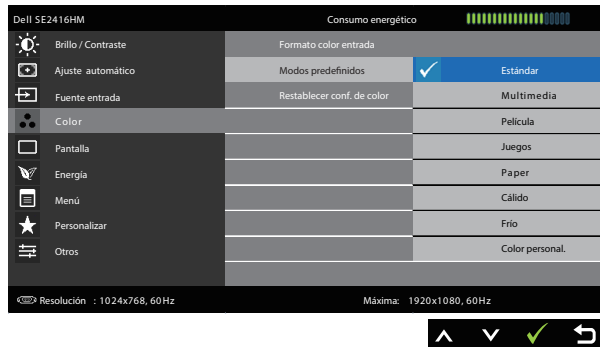 Dell SE2416HM Consumo energético
Brillo / Contraste Formato color entrada
Ajuste automático Modos predefinidos Estándar
Fuente entrada Restablecer conf. de color Multimedia
Color Película
Pantalla Juegos
Energía Paper
Menú Cálido
Personalizar Frío
Otros Color personal.
Resolución : 1024x768, 60Hz Máxima: 1920x1080, 60Hz